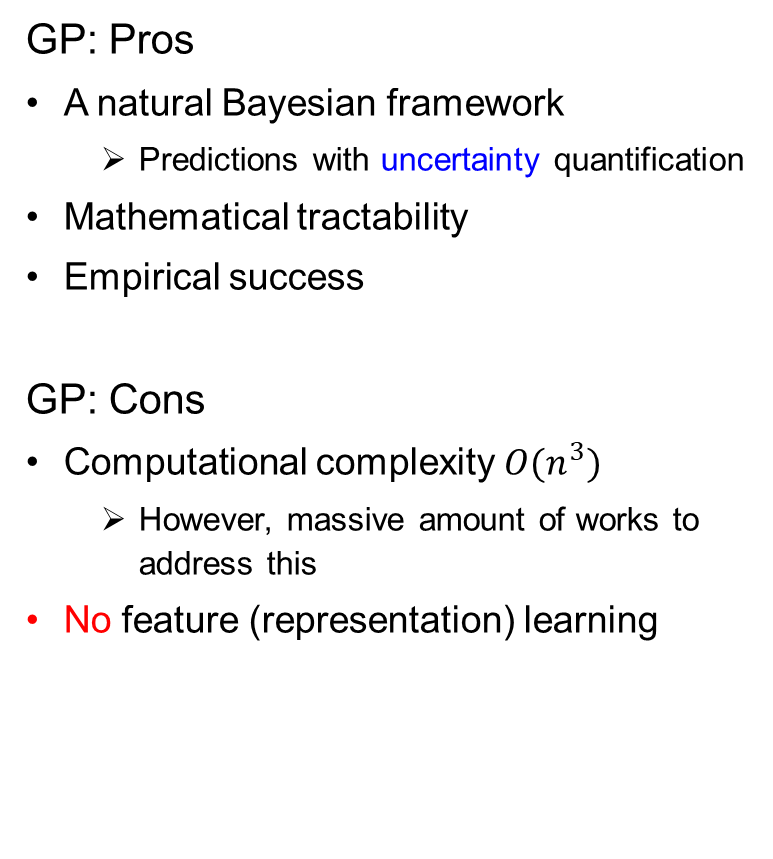 GP: Pros
• A natural Bayesian framework
➢ Predictions with uncertainty quantification
• Mathematical tractability
• Empirical success
GP: Cons
• Computational complexity 𝑂(𝑛³)
➢ However, massive amount of works to
address this
• No feature (representation) learning